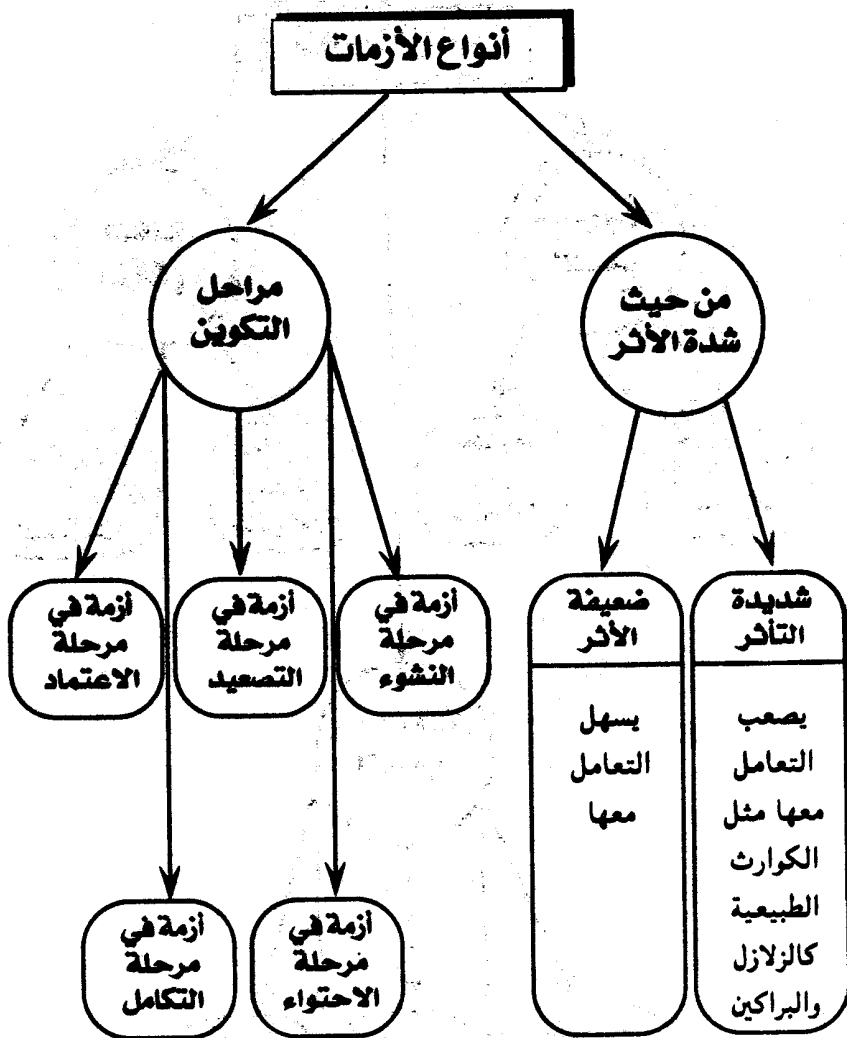 أنواع الأزمات
من حيث
شدة الأثر
مراحل
التكوين
شديدة
التأثر
يصعب
التعامل
معها مثل
الكوارث
الطبيعية
كالزلازل
والبراكين
ضعيفة
الأثر
يسهل
التعامل
معها
أزمة في
مرحلة
النشوء
أزمة في
مرحلة
التصعيد
أزمة في
مرحلة
الاعتماد
أزمة في
مرحلة
الاحتواء
أزمة في
مرحلة
التكامل